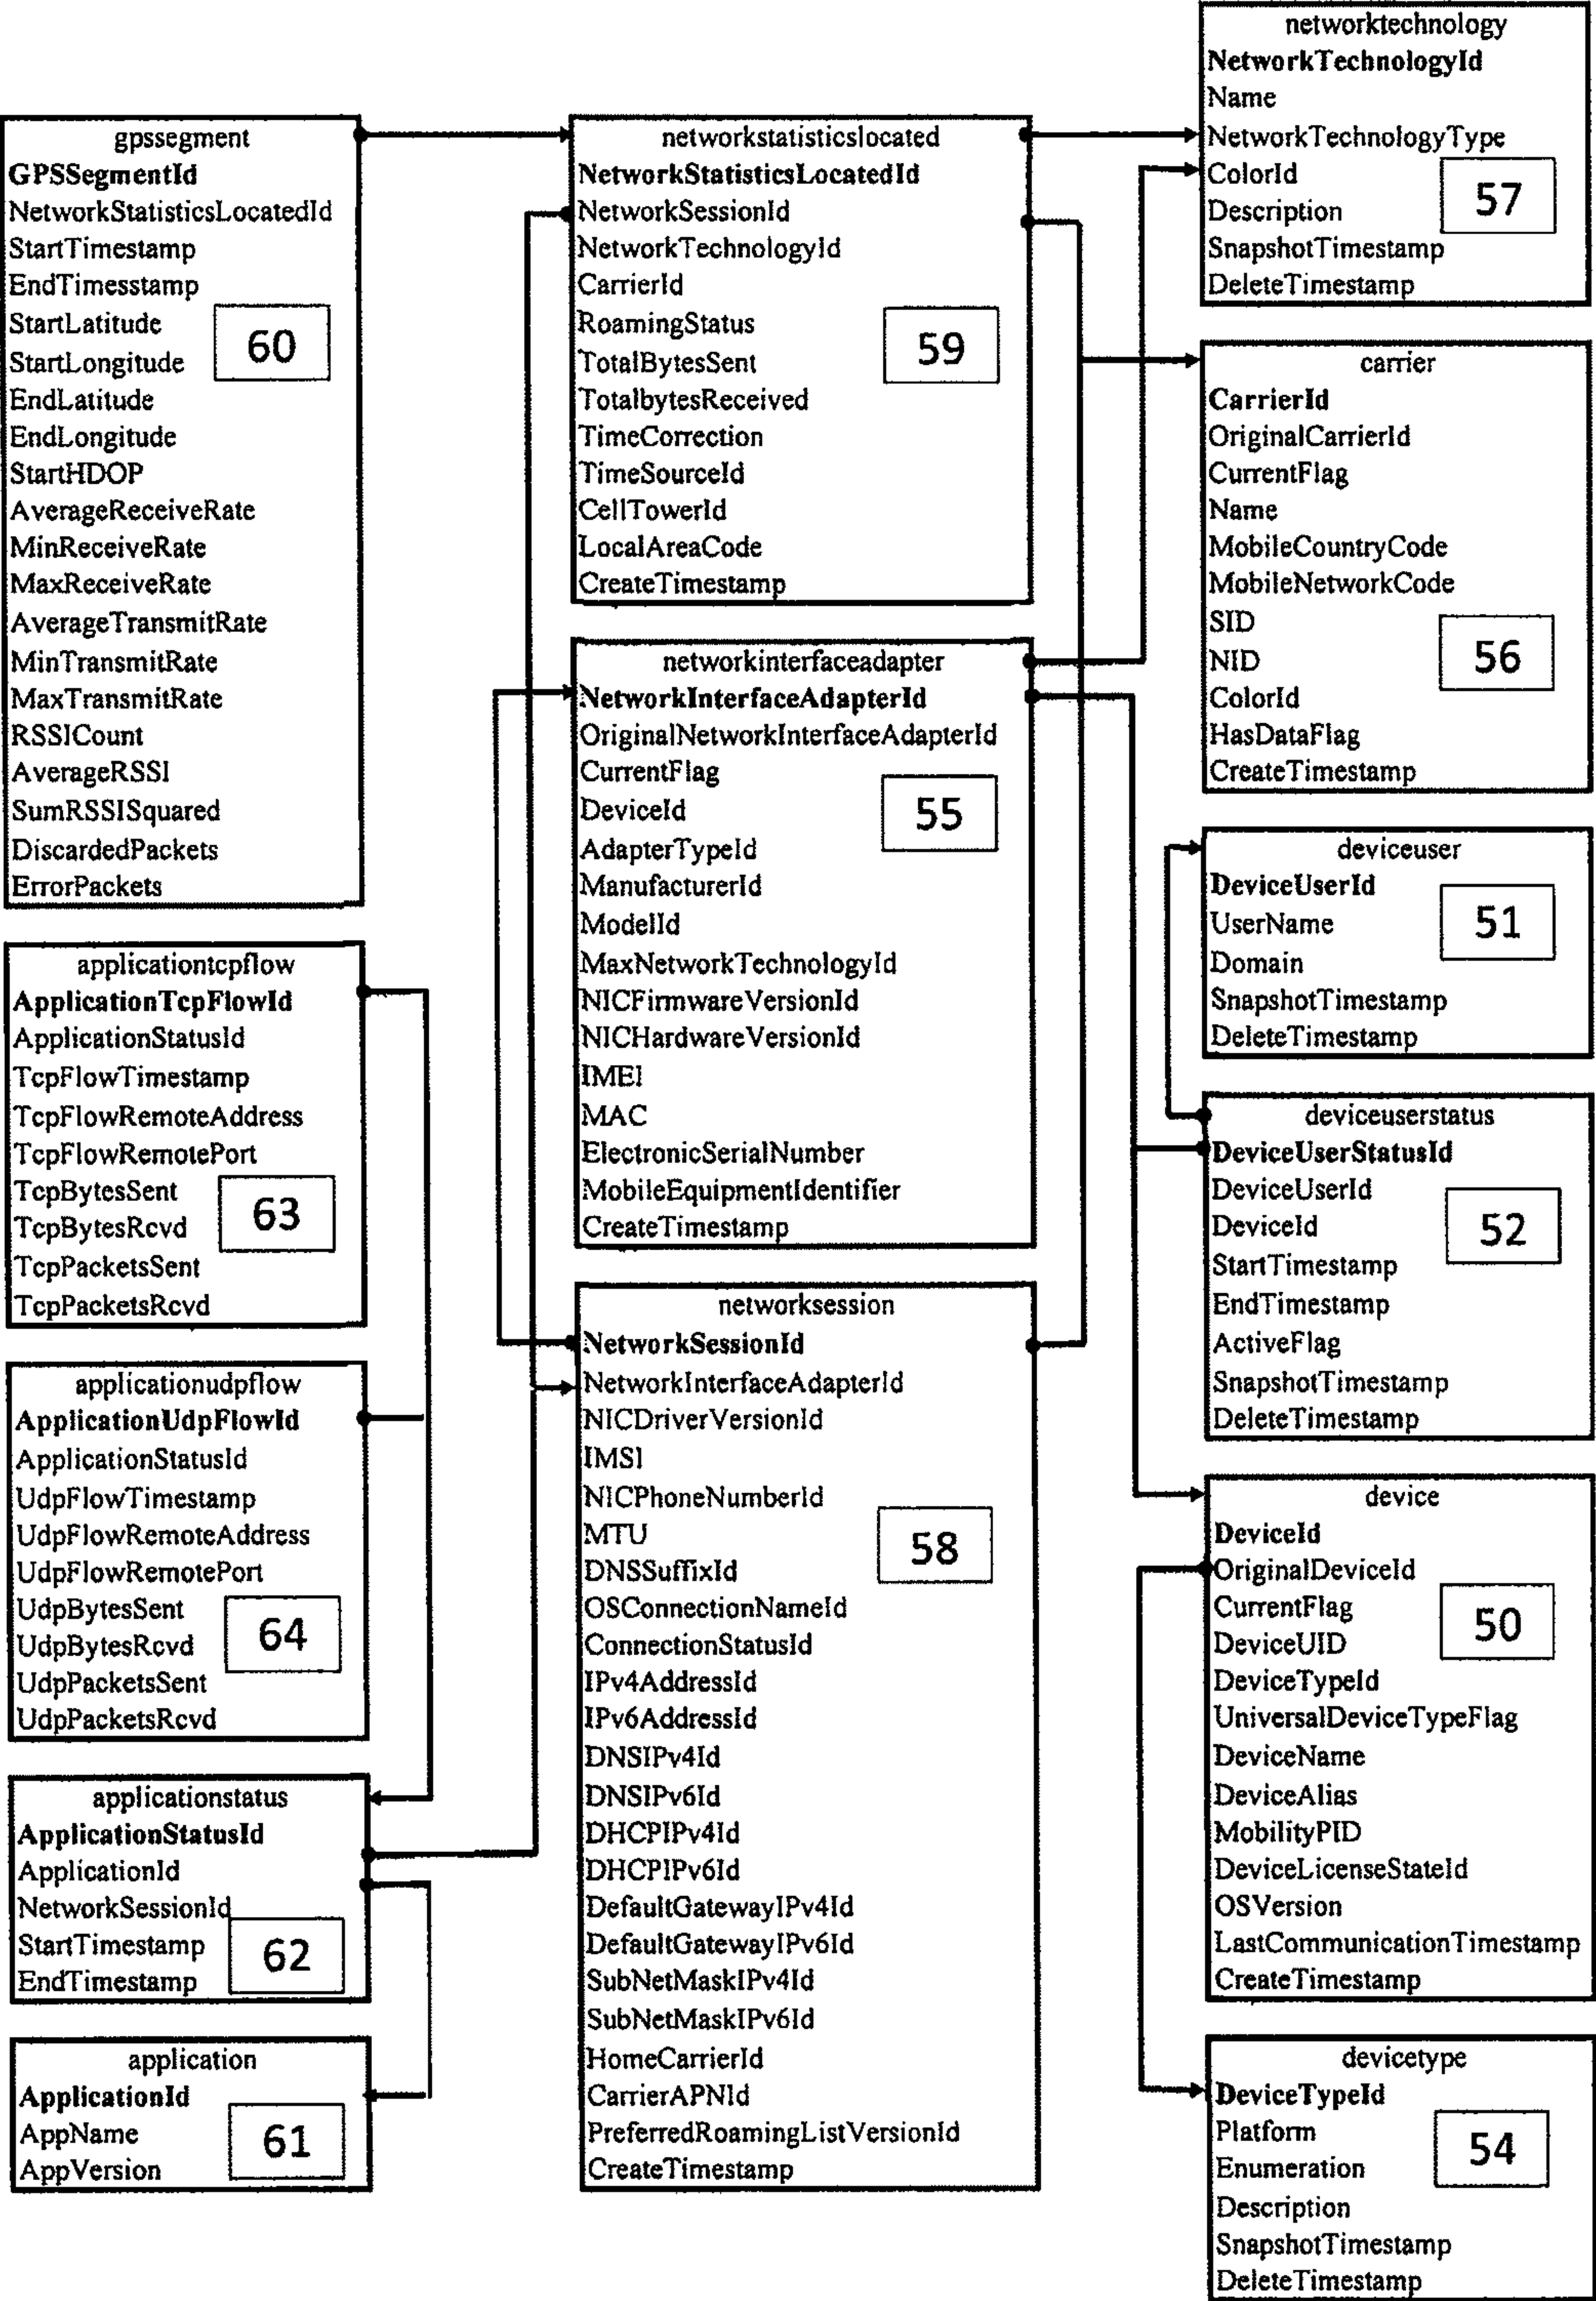 gpssegment
GPSSegmentId
NetworkStatisticsLocatedId
StartTimestamp
EndTimesstamp
StartLatitude
StartLongitude
EndLatitude
EndLongitude
StartHDOP
AverageReceiveRate
MinReceiveRate
MaxReceiveRate
AverageTransmitRate
MinTransmitRate
MaxTransmitRate
RSSICount
AverageRSSI
SumRSSISquared
DiscardedPackets
ErrorPackets
60
applicationtcpflow
ApplicationTcpFlowId
ApplicationStatusId
TcpFlowTimestamp
TcpFlowRemoteAddress
TcpFlowRemotePort
TcpBytesSent
TcpBytesRcvd
TcpPacketsSent
TcpPacketsRcvd
63
applicationudpflow
ApplicationUdpFlowId
ApplicationStatusId
UdpFlowTimestamp
UdpFlowRemoteAddress
UdpFlowRemotePort
UdpBytesSent
UdpBytesRcvd
UdpPacketsSent
UdpPacketsRcvd
64
applicationstatus
ApplicationStatusId
ApplicationId
NetworkSessionId
StartTimestamp
EndTimestamp
62
application
ApplicationId
AppName
AppVersion
61
networkstatisticslocated
NetworkStatisticsLocatedId
NetworkSessionId
NetworkTechnologyId
CarrierId
RoamingStatus
TotalBytesSent
TotalbytesReceived
TimeCorrection
TimeSourceId
CellTowerId
LocalAreaCode
CreateTimestamp
59
networkinterfaceadapter
NetworkInterfaceAdapterId
OriginalNetworkInterfaceAdapterId
CurrentFlag
DeviceId
AdapterTypeId
ManufacturerId
ModelId
MaxNetworkTechnologyId
NICFirmwareVersionId
NICHardwareVersionId
IMEI
MAC
ElectronicSerialNumber
MobileEquipmentIdentifier
CreateTimestamp
55
networksession
NetworkSessionId
NetworkInterfaceAdapterId
NICDriverVersionId
IMSI
NICPhoneNumberId
MTU
DNSSuffixId
OSConnectionNameId
ConnectionStatusId
IPv4AddressId
IPv6AddressId
DNSIPv4Id
DNSIPv6Id
DHCPIPv4Id
DHCPIPv6Id
DefaultGatewayIPv4Id
DefaultGatewayIPv6Id
SubNetMaskIPv4Id
SubNetMaskIPv6Id
HomeCarrierId
CarrierAPNId
PreferredRoamingListVersionId
CreateTimestamp
58
networktechnology
NetworkTechnologyId
Name
NetworkTechnologyType
ColorId
Description
SnapshotTimestamp
DeleteTimestamp
57
carrier
CarrierId
OriginalCarrierId
CurrentFlag
Name
MobileCountryCode
MobileNetworkCode
SID
NID
ColorId
HasDataFlag
CreateTimestamp
56
deviceuser
DeviceUserId
UserName
Domain
SnapshotTimestamp
DeleteTimestamp
51
deviceuserstatus
DeviceUserStatusId
DeviceUserId
DeviceId
StartTimestamp
EndTimestamp
ActiveFlag
SnapshotTimestamp
DeleteTimestamp
52
device
DeviceId
OriginalDeviceId
CurrentFlag
DeviceUID
DeviceTypeId
UniversalDeviceTypeFlag
DeviceName
DeviceAlias
MobilityPID
DeviceLicenseStateId
OSVersion
LastCommunicationTimestamp
CreateTimestamp
50
devicetype
DeviceTypeId
Platform
Enumeration
Description
SnapshotTimestamp
DeleteTimestamp
54